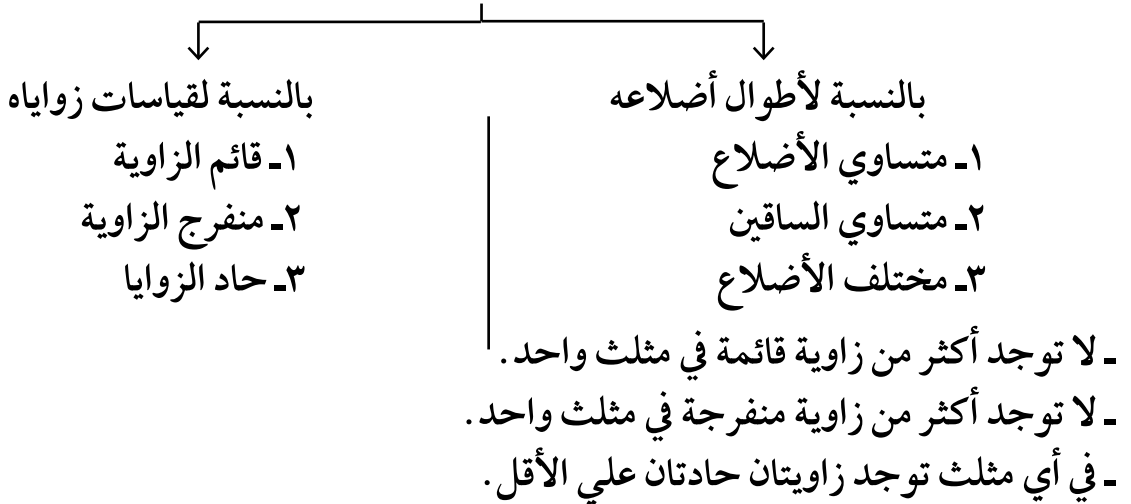 بالنسبة لأطوال أضلاعه
١ـ متساوي الأضلاع
٢ـ متساوي الساقين
٣ـ مختلف الأضلاع
بالنسبة لقياسات زواياه
١ـ قائم الزاوية
٢ـ منفرج الزاوية
٣ـ حاد الزوايا
ـ لا توجد أكثر من زاوية قائمة في مثلث واحد.
ـ لا توجد أكثر من زاوية منفرجة في مثلث واحد.
ـ في أي مثلث توجد زاويتان حادتان علي الأقل.